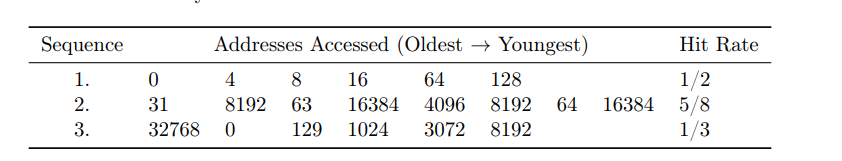 Sequence Addresses Accessed (Oldest → Youngest) Hit Rate
1. 0 4 8 16 64 128 1/2
2. 31 8192 63 16384 4096 8192 64 16384 5/8
3. 32768 0 129 1024 3072 8192 1/3